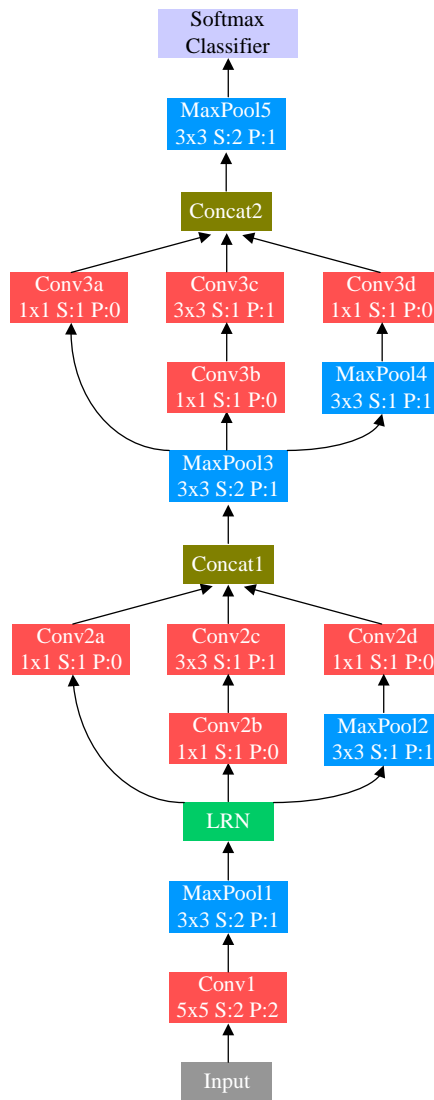 Softmax
Classifier
MaxPool5
3x3 S:2 P:1
Concat2
Conv3a
1x1 S:1 P:0
Conv3c
3x3 S:1 P:1
Conv3d
1x1 S:1 P:0
Conv3b
1x1 S:1 P:0
MaxPool4
3x3 S:1 P:1
MaxPool3
3x3 S:2 P:1
Concat1
Conv2a
1x1 S:1 P:0
Conv2c
3x3 S:1 P:1
Conv2d
1x1 S:1 P:0
Conv2b
1x1 S:1 P:0
MaxPool2
3x3 S:1 P:1
LRN
MaxPool1
3x3 S:2 P:1
Conv1
5x5 S:2 P:2
Input